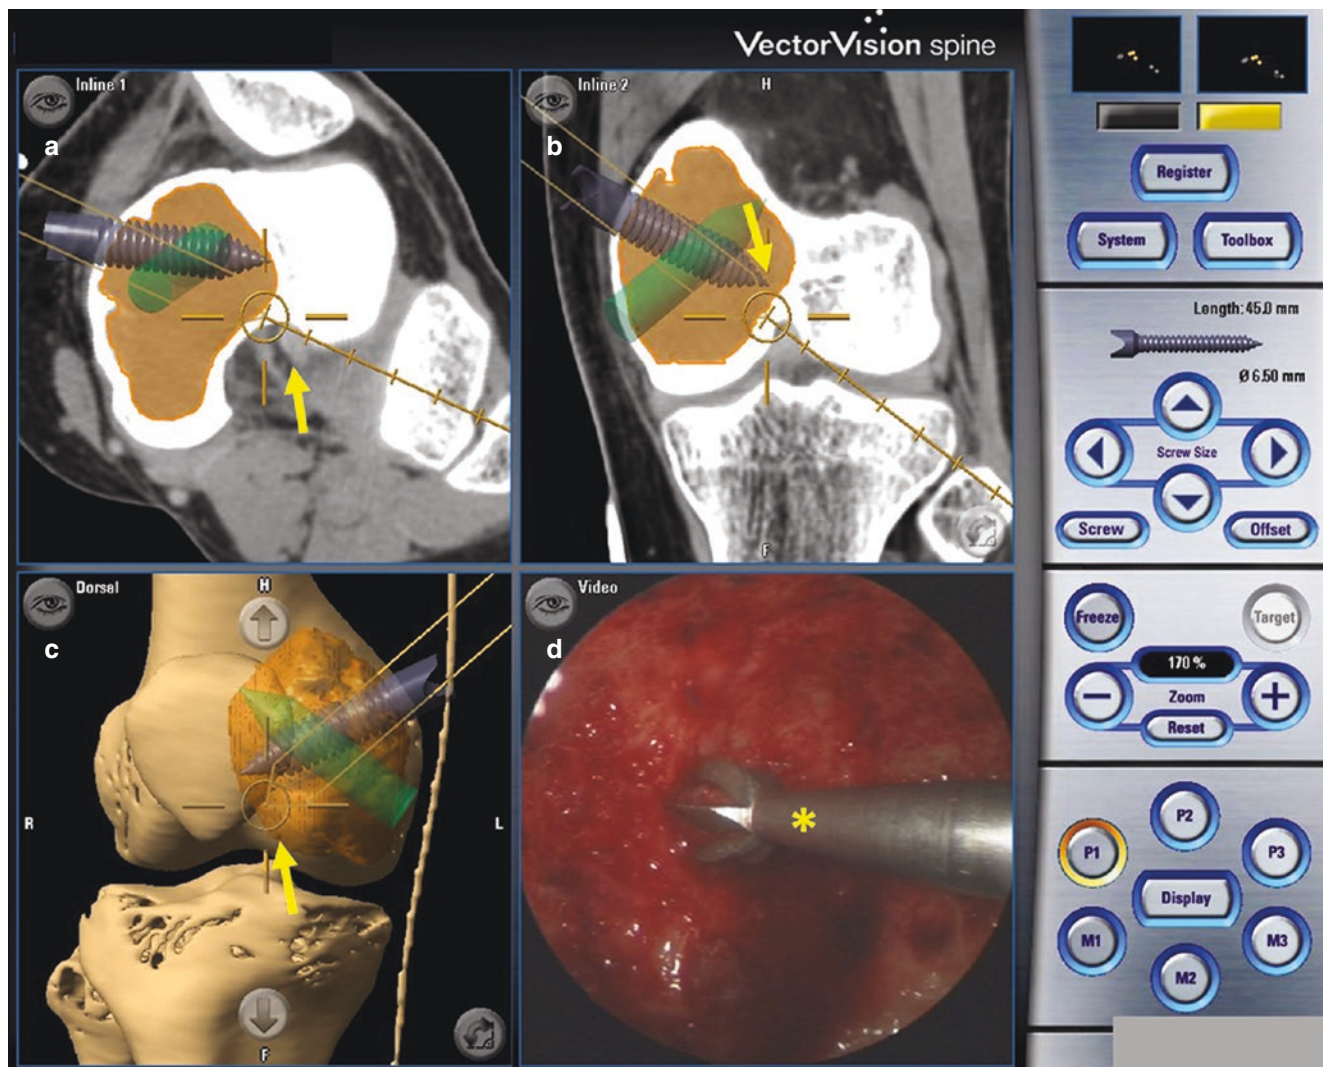 VectorVision spine
Inline 1
a
Inline 2
H
b
F
Register
System
Toolbox
Length: 45.0 mm
Ø 6.50 mm
Screw Size
Screw
Offset
Dorsal
H
c
R
L
F
Video
d
*
Freeze
Target
170 %
Zoom
Reset
P1
P2
P3
Display
M1
M2
M3